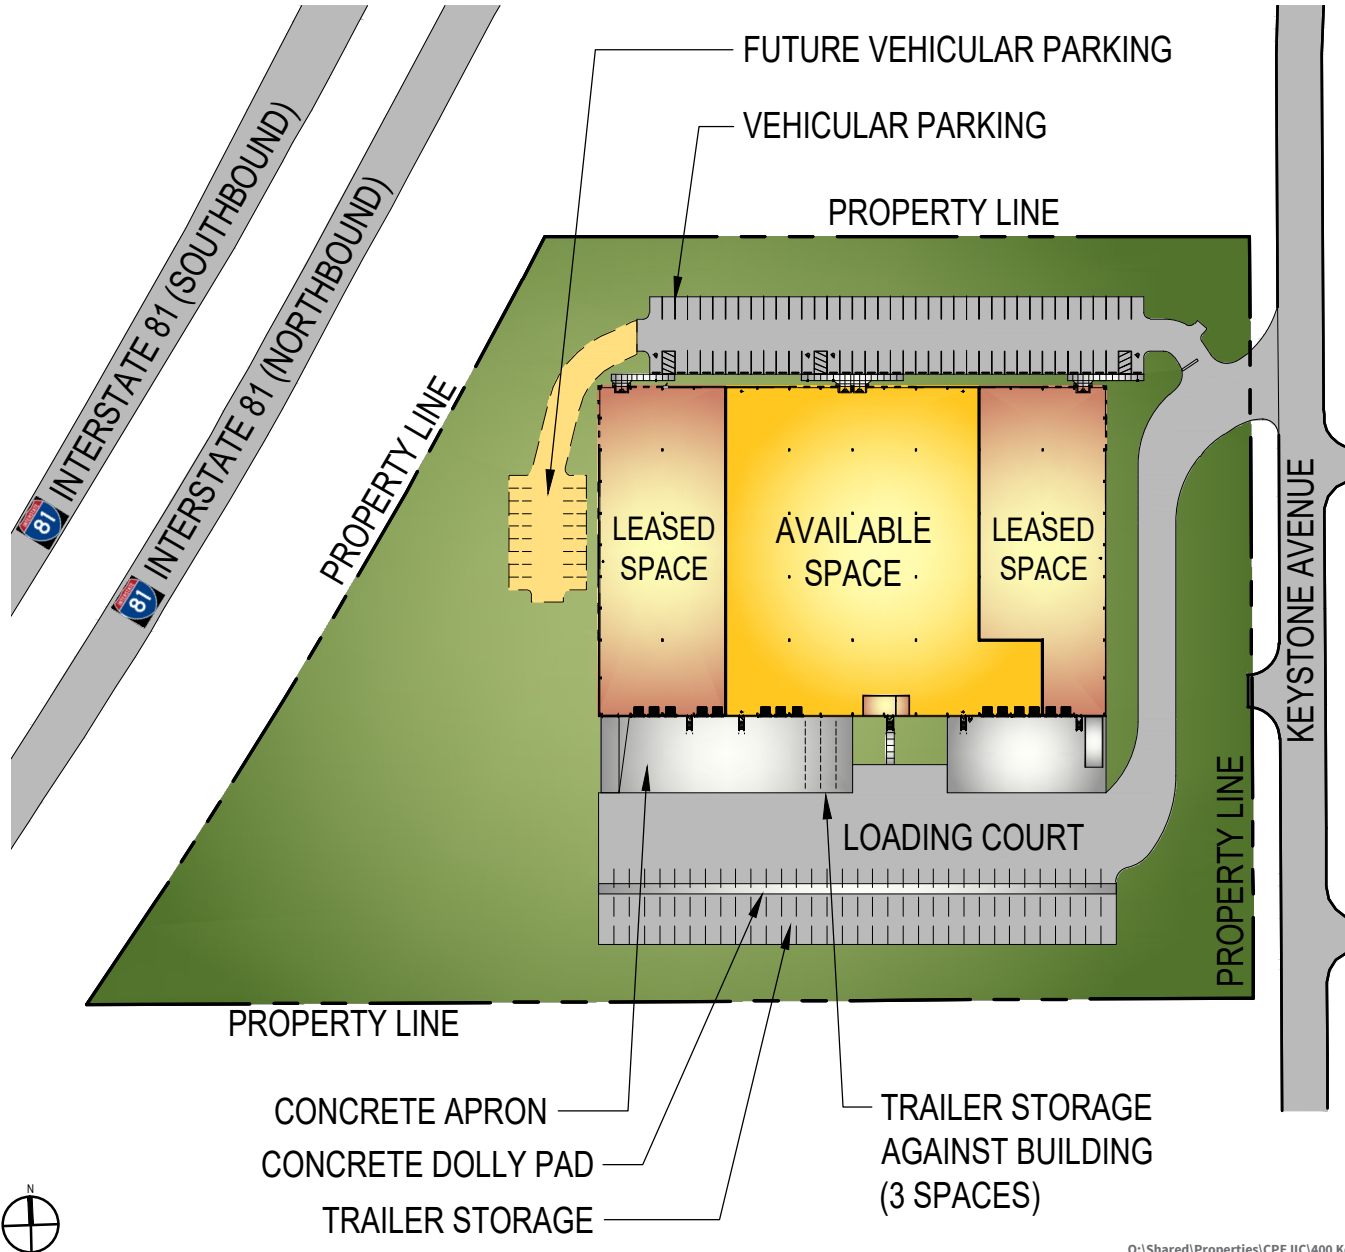 FUTURE VEHICULAR PARKING
VEHICULAR PARKING
PROPERTY LINE
INTERSTATE 81 (SOUTHBOUND)
INTERSTATE 81 (NORTHBOUND)
81
81
PROPERTY LINE
LEASED
SPACE
AVAILABLE
SPACE
LEASED
SPACE
KEYSTONE AVENUE
PROPERTY LINE
LOADING COURT
PROPERTY LINE
CONCRETE APRON
CONCRETE DOLLY PAD
TRAILER STORAGE
TRAILER STORAGE
AGAINST BUILDING
(3 SPACES)
N